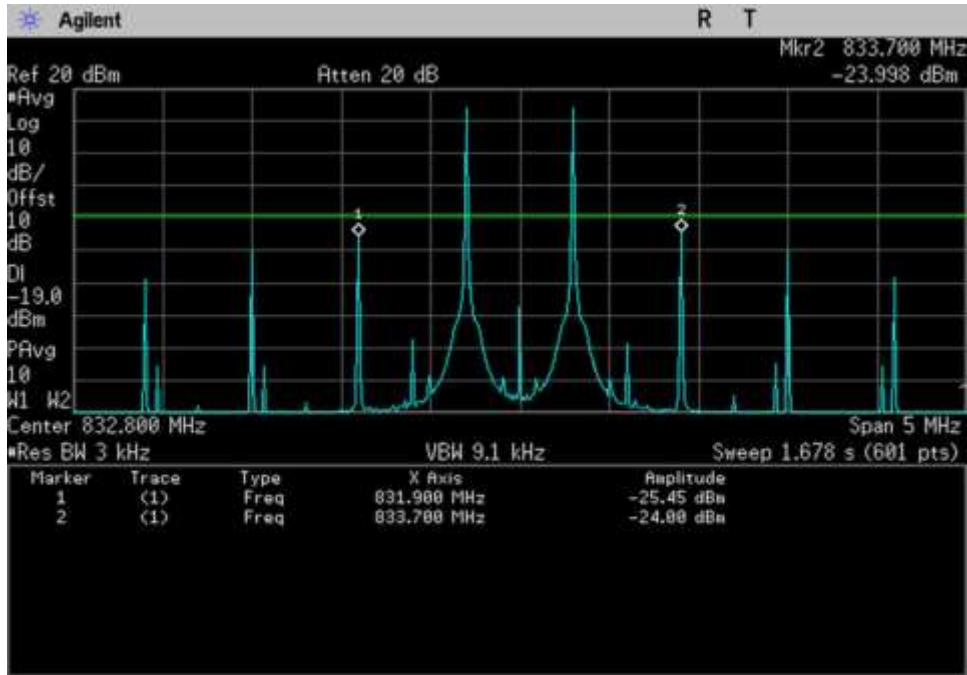 Agilent R T
Mkr2 833.700 MHz
Ref 20 dBm Atten 20 dB -23.998 dBm
*Avg
Log
10
dB/
Offst
10
dB
DI
-19.0
dBm
PAvg
10
W1 W2
1
2
Center 832.800 MHz Span 5 MHz
*Res BW 3 kHz VBW 9.1 kHz Sweep 1.678 s (601 pts)
Marker Trace Type X Axis Amplitude
1 (1) Freq 831.900 MHz -25.45 dBm
2 (1) Freq 833.700 MHz -24.00 dBm